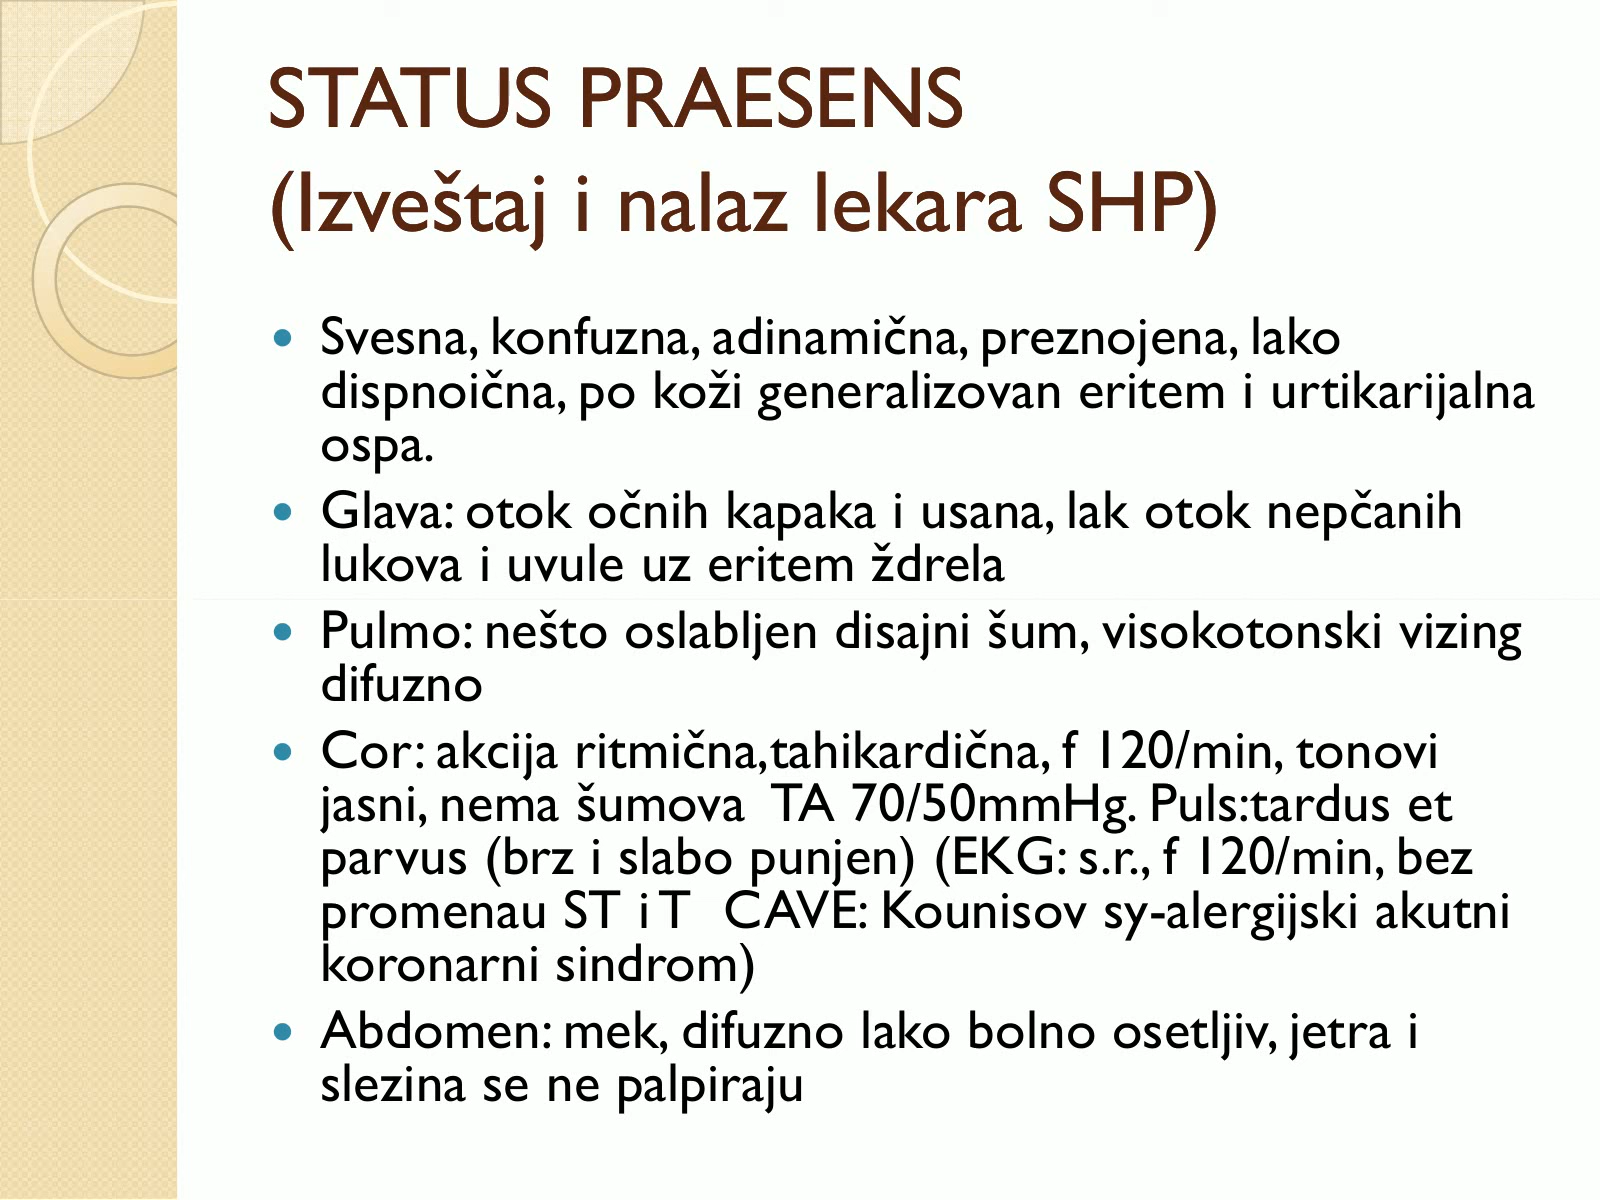 STATUS PRAESENS
(Izveštaj i nalaz lekara SHP)
• Svesna, konfuzna, adinamična, preznojena, lako
dispnoična, po koži generalizovan eritem i urtikarijalna
ospa.
• Glava: otok očnih kapaka i usana, lak otok nepčanih
lukova i uvule uz eritem ždrela
• Pulmo: nešto oslabljen disajni šum, visokotonski vizing
difuzno
• Cor: akcija ritmična,tahikardična, f 120/min, tonovi
jasni, nema šumova  TA 70/50mmHg. Puls:tardus et
parvus (brz i slabo punjen) (EKG: s.r., f 120/min, bez
promenau ST i T  CAVE: Kounisov sy-alergijski akutni
koronarni sindrom)
• Abdomen: mek, difuzno lako bolno osetljiv, jetra i
slezina se ne palpiraju